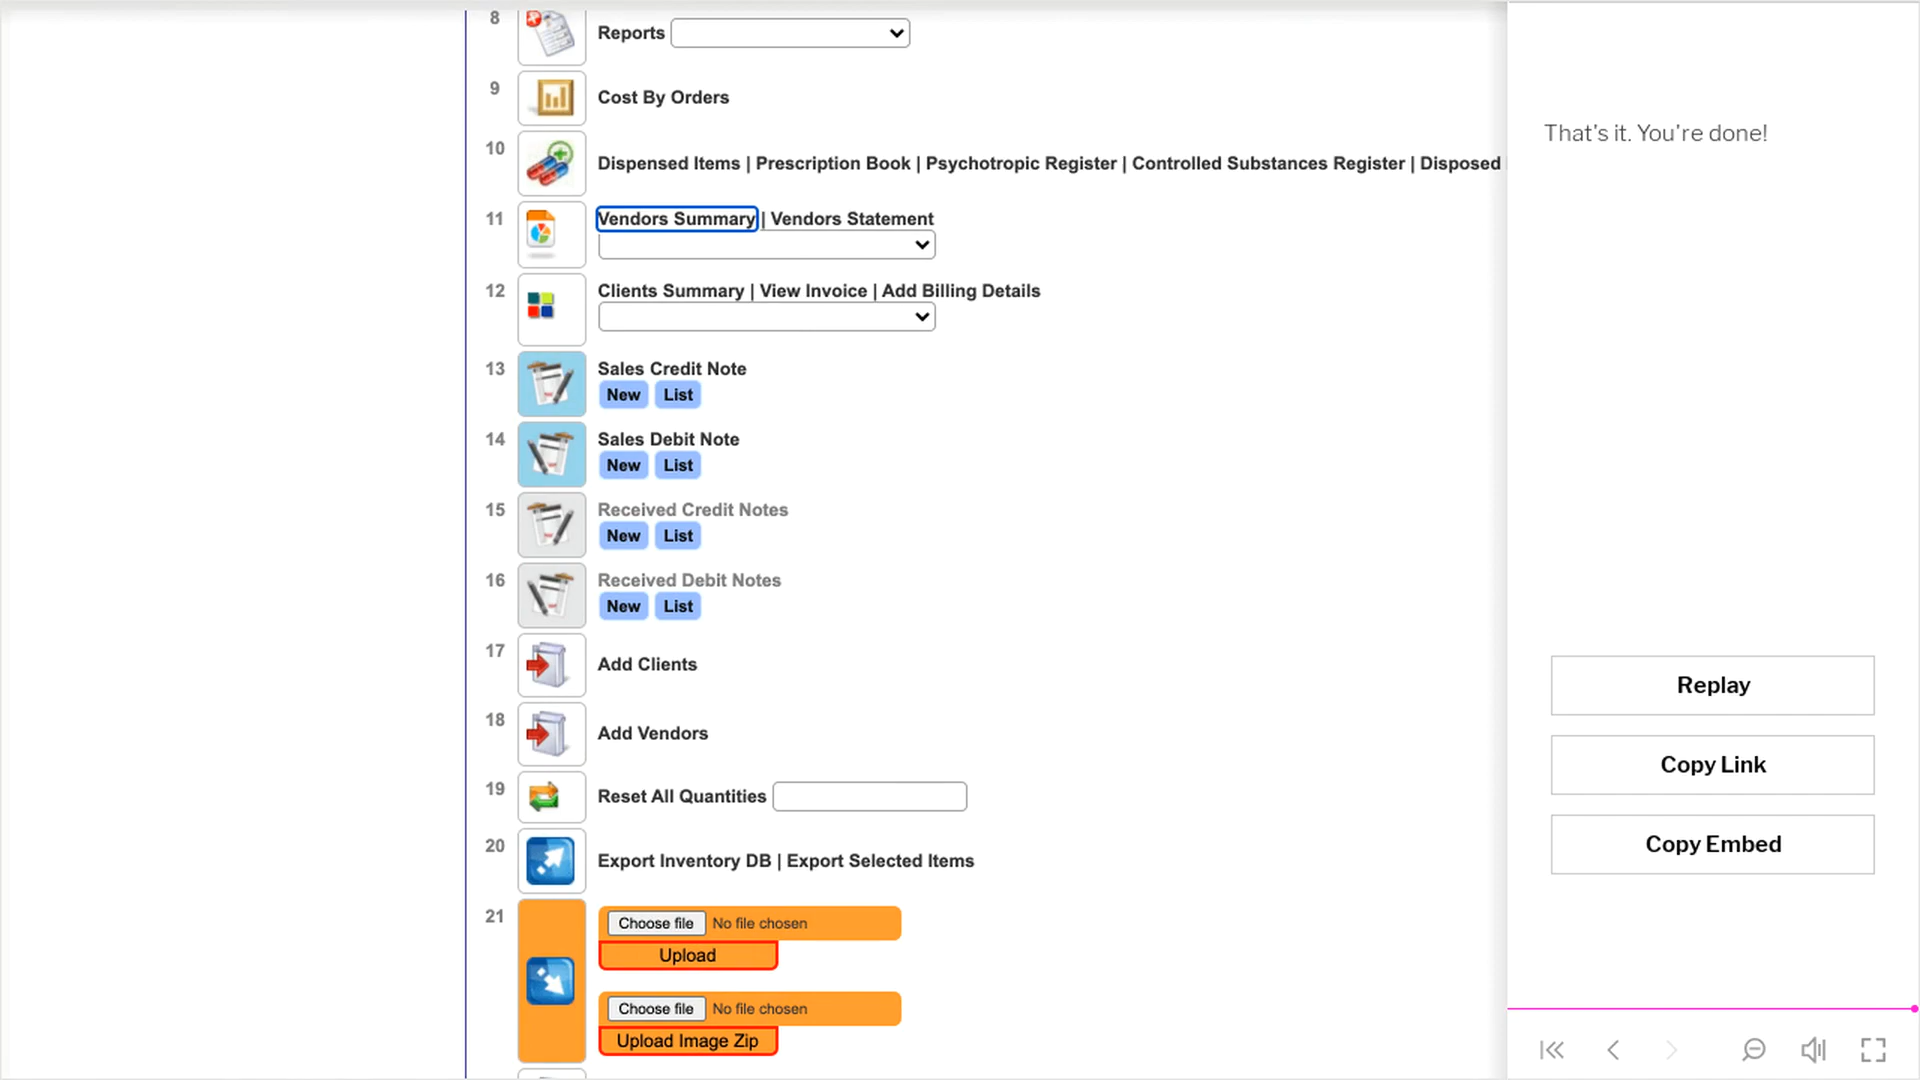 8
Reports
9
Cost By Orders
10
Dispensed Items | Prescription Book | Psychotropic Register | Controlled Substances Register | Disposed
11
Vendors Summary | Vendors Statement
12
Clients Summary | View Invoice | Add Billing Details
13
Sales Credit Note
New List
14
Sales Debit Note
New List
15
Received Credit Notes
New List
16
Received Debit Notes
New List
17
Add Clients
18
Add Vendors
19
Reset All Quantities
20
Export Inventory DB | Export Selected Items
21
Choose file No file chosen
Upload
Choose file No file chosen
Upload Image Zip
That's it. You're done!
Replay
Copy Link
Copy Embed